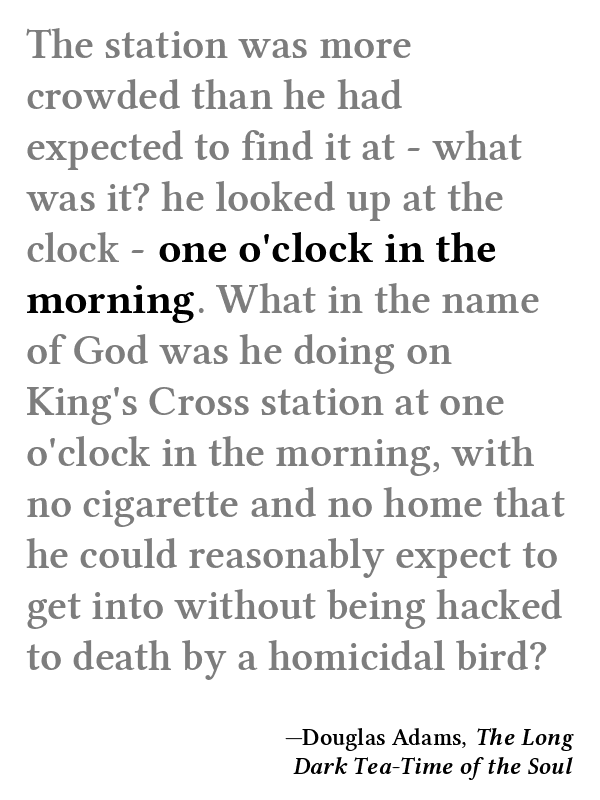 The station was more
crowded than he had
expected to find it at - what
was it? he looked up at the
clock - one o'clock in the
morning. What in the name
of God was he doing on
King's Cross station at one
o'clock in the morning, with
no cigarette and no home that
he could reasonably expect to
get into without being hacked
to death by a homicidal bird?
—Douglas Adams, The Long
Dark Tea-Time of the Soul